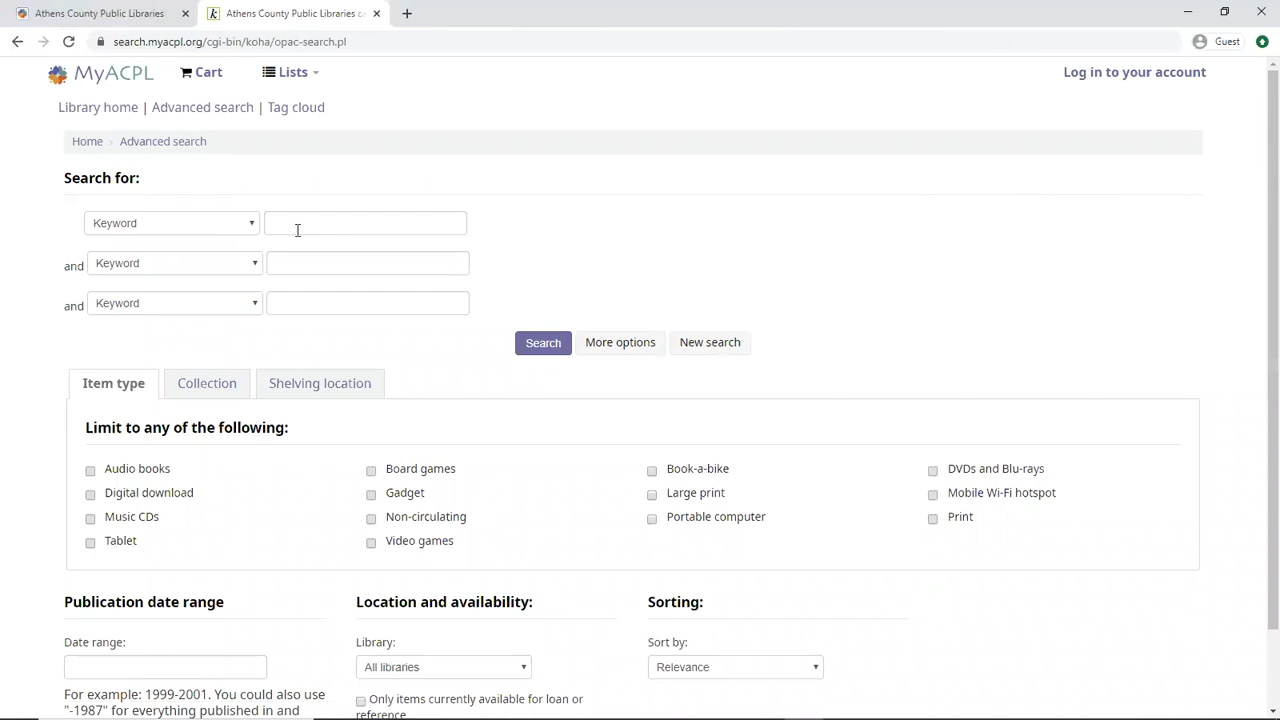 Athens County Public Libraries
Athens County Public Libraries ca
search.myacpl.org/cgi-bin/koha/opac-search.pl
Guest
MyACPL
Cart
Lists
Log in to your account
Library home | Advanced search | Tag cloud
Home › Advanced search
Search for:
Keyword
and Keyword
and Keyword
Search
More options
New search
Item type
Collection
Shelving location
Limit to any of the following:
Audio books
Board games
Book-a-bike
DVDs and Blu-rays
Digital download
Gadget
Large print
Mobile Wi-Fi hotspot
Music CDs
Non-circulating
Portable computer
Print
Tablet
Video games
Publication date range
Location and availability:
Sorting:
Date range:
Library:
Sort by:
All libraries
Relevance
For example: 1999-2001. You could also use
"-1987" for everything published in and
Only items currently available for loan or
reference